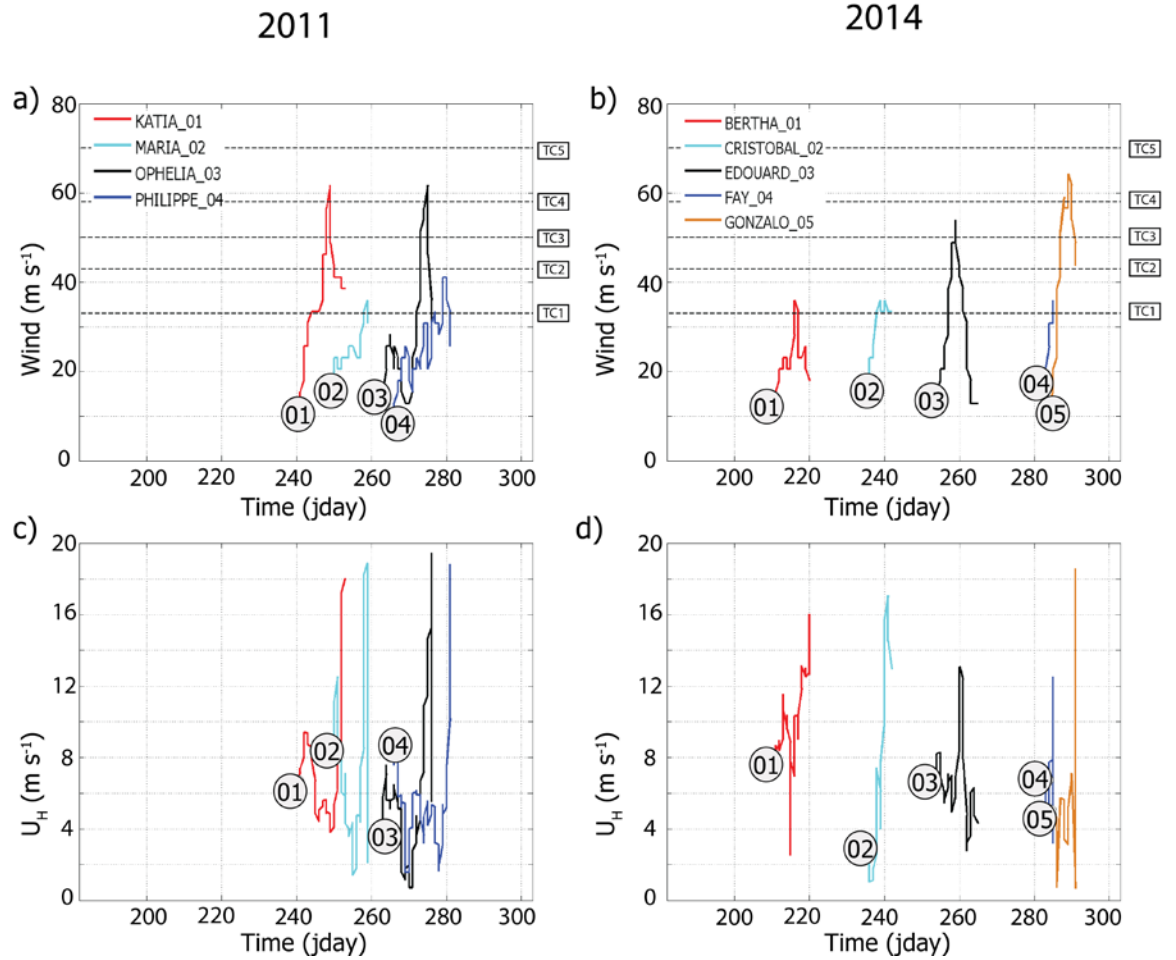 2011
2014
a)
80
60
40
20
0
Wind (m s-1)
KATIA_01
MARIA_02
OPHELIA_03
PHILIPPE_04
TC5
TC4
TC3
TC2
TC1
01
02
03
04
200 220 240 260 280 300
Time (jday)
b)
80
60
40
20
0
Wind (m s-1)
BERTHA_01
CRISTOBAL_02
EDOUARD_03
FAY_04
GONZALO_05
TC5
TC4
TC3
TC2
TC1
01
02
03
04
05
200 220 240 260 280 300
Time (jday)
c)
20
16
12
8
4
0
UH (m s-1)
01
02
03
04
200 220 240 260 280 300
Time (jday)
d)
20
16
12
8
4
0
UH (m s-1)
01
02
03
04
05
200 220 240 260 280 300
Time (jday)